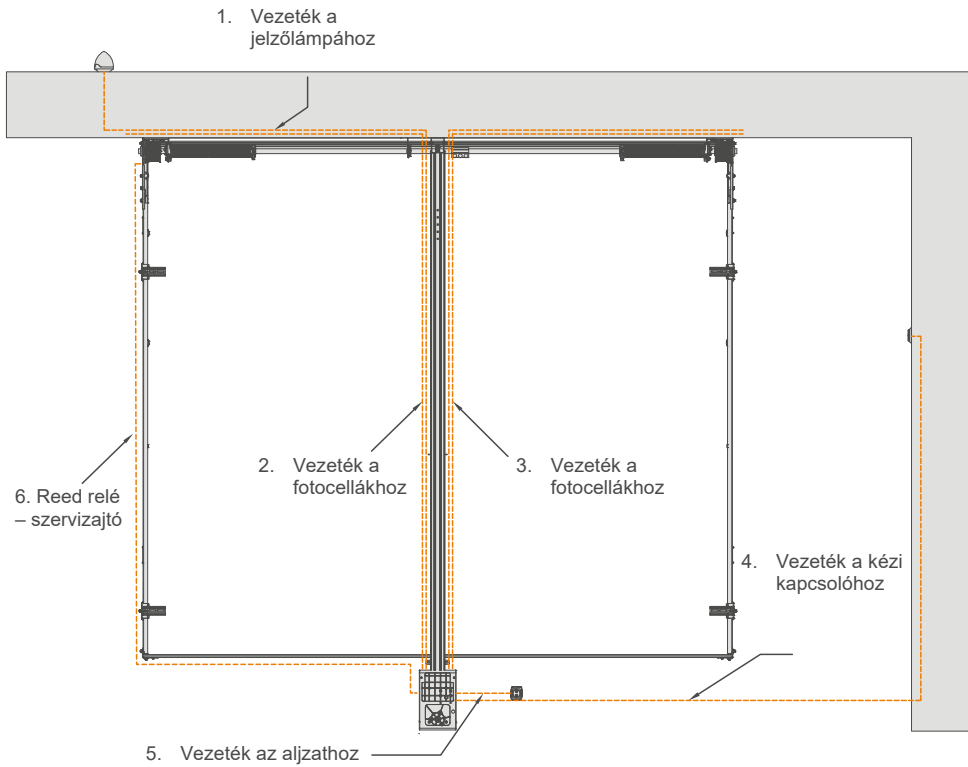 1. Vezeték a
jelzőlámpához
2. Vezeték a
fotocellákhoz
3. Vezeték a
fotocellákhoz
6. Reed relé
– szervizajtó
4. Vezeték a kézi
kapcsolóhoz
5. Vezeték az aljzathoz